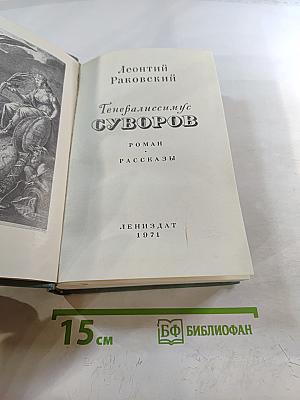 Леонтий
Раковский
Генералиссимус
СУВОРОВ
РОМАН
•
РАССКАЗЫ
ЛЕНИЗДАТ
1971
15 см
БФ БИБЛИОФАН